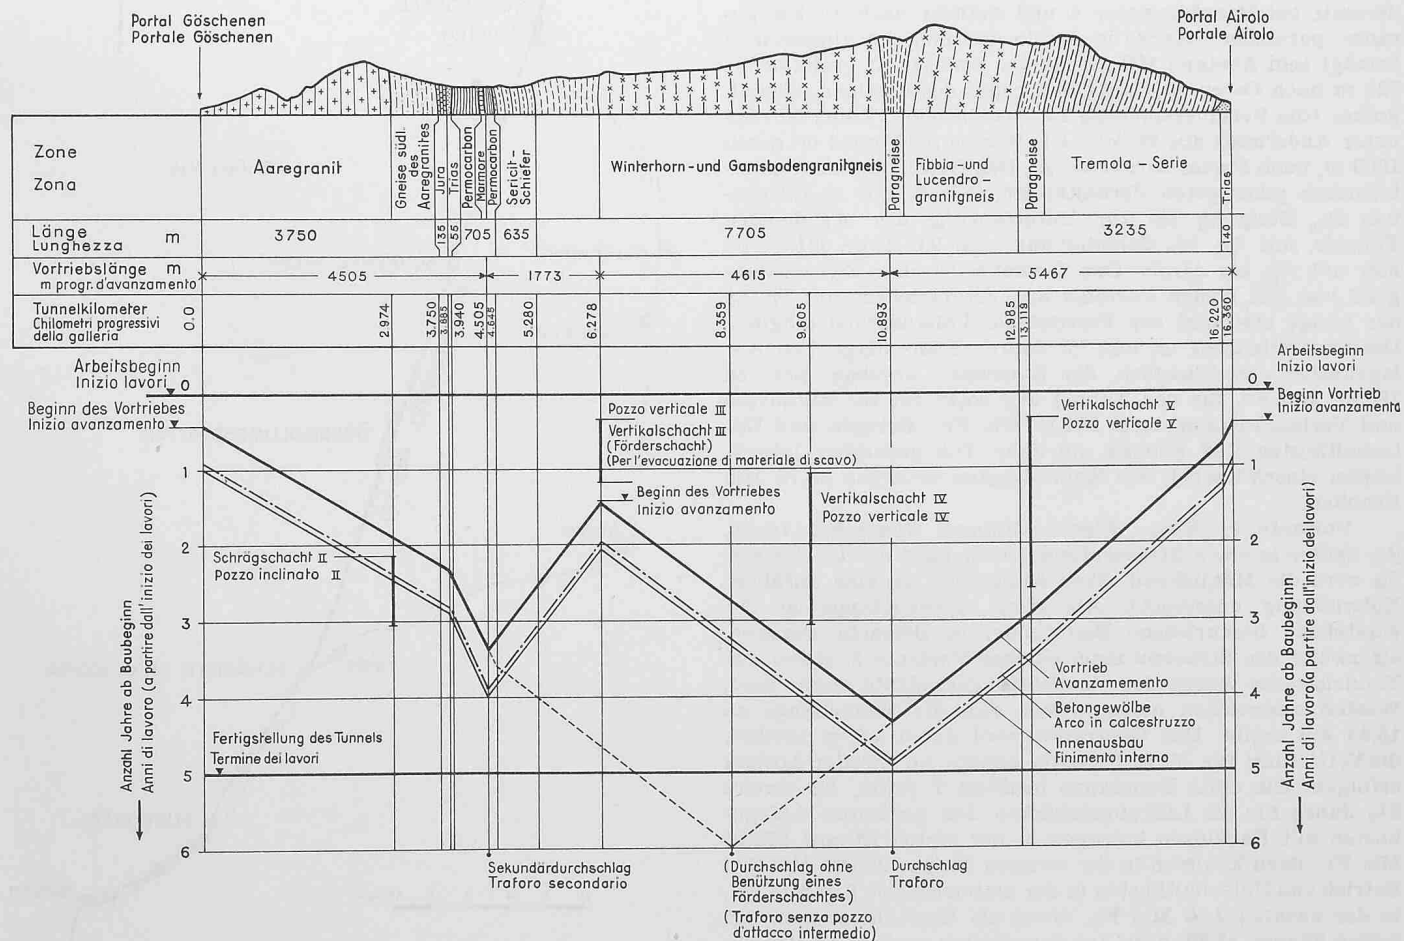 Portal Göschenen
Portale Göschenen
Portal Airolo
Portale Airolo
Zone
Zona
Aaregranit
Gneise südl.
des
Aaregranites
Jura
Trias
Permocarbon
Marmore
Permocarbon
Sericit-
Schiefer
Winterhorn-und Gamsbodengranitgneis
Paragneise
Fibbia-und
Lucendro-
granitgneis
Paragneise
Tremola-Serie
Trias
Länge
Lunghezza m
3750
135
55
705
635
7705
3235
140
Vortriebslänge m
m progr.d'avanzamento
4505
1773
4615
5467
Tunnelkilometer
Chilometri progressivi
della galleria
0.0
2.974
3.750
3.885
3.940
4.505
4.645
5.280
6.278
8.359
9.605
10.893
12.985
13.119
16.220
16.360
Arbeitsbeginn
Inizio lavori 0
Beginn des Vortriebes
Inizio avanzamento
0
Arbeitsbeginn
Inizio lavori
Beginn Vortrieb
Inizio avanzamento
Pozzo verticale III
Vertikalschacht III
(Förderschacht)
(Per l'evacuazione di materiale di scavo)
Beginn des Vortriebes
Inizio avanzamento
Vertikalschacht IV
Pozzo verticale IV
Vertikalschacht V
Pozzo verticale V
Schrägschacht II
Pozzo inclinato II
Vortrieb
Avanzamemento
Betongewölbe
Arco in calcestruzzo
Innenausbau
Finimento interno
Fertigstellung des Tunnels
Termine dei lavori
Anzahl Jahre ab Baubeginn
Anni di lavoro (a partire dall'inizio dei lavori)
1
2
3
4
5
6
1
2
3
4
5
6
Anzahl Jahre ab Baubeginn
Anni di lavoro(a partire dall'inizio dei lavori)
Sekundärdurchslag
Traforo secondario
(Durchschlag ohne
Benützung eines
Förderschachtes)
(Traforo senza pozzo
d'attacco intermedio)
Durchschlag
Traforo